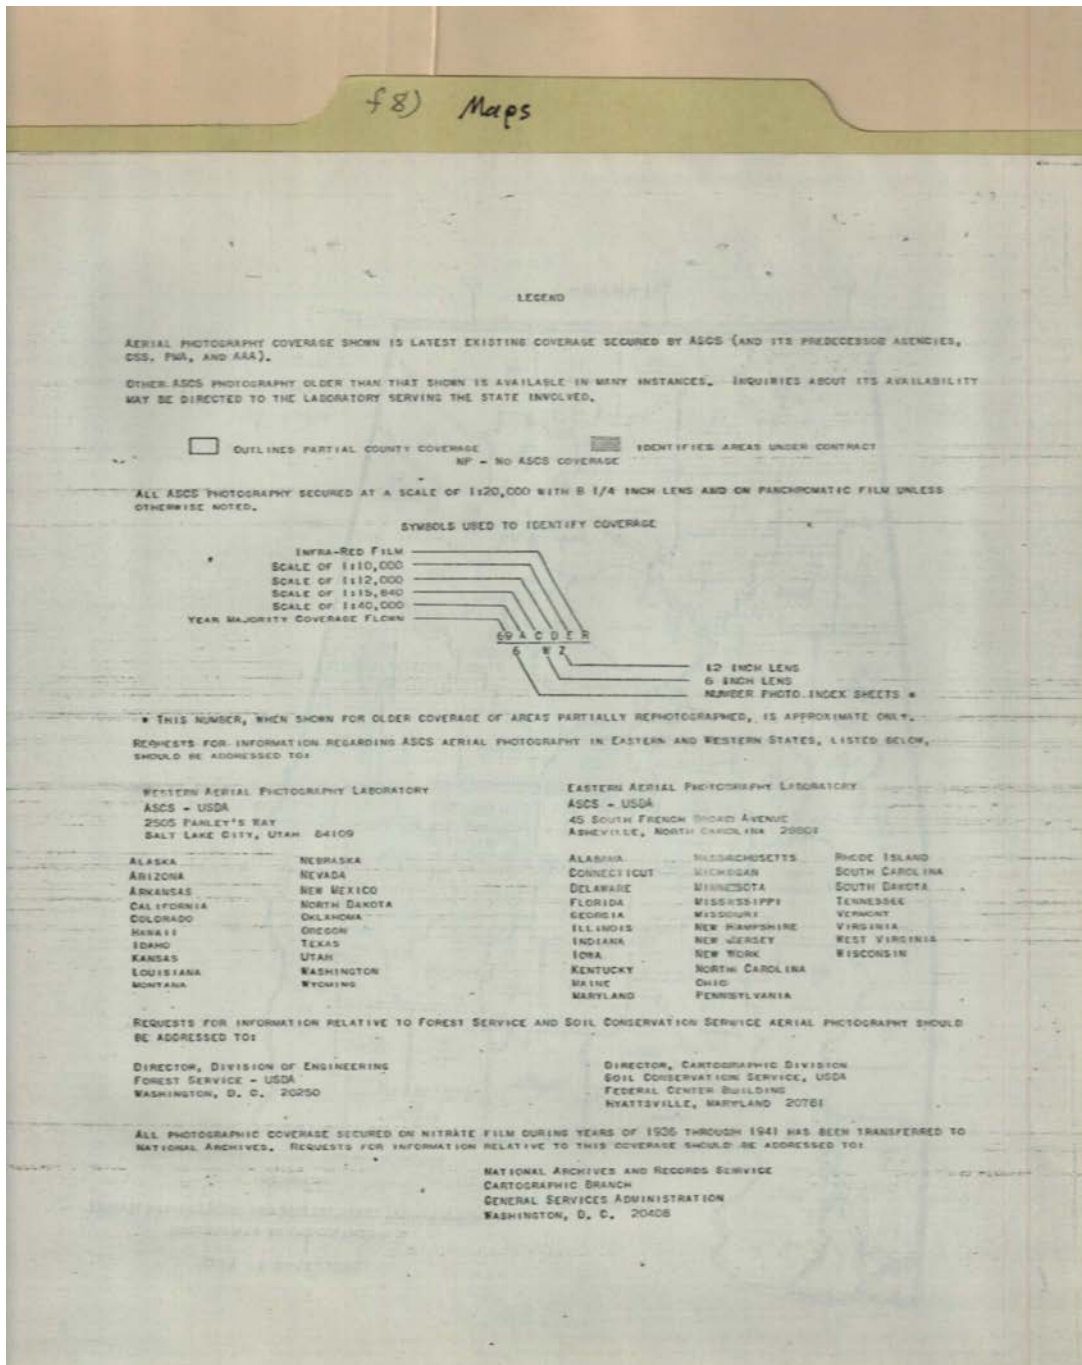 f8) Maps
LEGEND
AERIAL PHOTOGRAPHY COVERAGE SHOWN IS LATEST EXISTING COVERAGE SECURED BY ASCS (AND ITS PREDECESSOR AGENCIES,
CSS, PMA, AND AAA).
OTHER ASCS PHOTOGRAPHY OLDER THAN THAT SHOWN IS AVAILABLE IN MANY INSTANCES. INQUIRIES ABOUT ITS AVAILABILITY
MAY BE DIRECTED TO THE LABORATORY SERVING THE STATE INVOLVED.
OUTLINES PARTIAL COUNTY COVERAGE IDENTIFIES AREAS UNDER CONTRACT
NP - NO ASCS COVERAGE
ALL ASCS PHOTOGRAPHY SECURED AT A SCALE OF 1:20,000 WITH 8 1/4 INCH LENS AND ON PANCHROMATIC FILM UNLESS
OTHERWISE NOTED.
SYMBOLS USED TO IDENTIFY COVERAGE
INFRA-RED FILM
SCALE OF 1:10,000
SCALE OF 1:12,000
SCALE OF 1:15,840
SCALE OF 1:40,000
YEAR MAJORITY COVERAGE FLOWN
69 A C D E R
6 W Z
12 INCH LENS
6 INCH LENS
NUMBER PHOTO INDEX SHEETS *
* THIS NUMBER, WHEN SHOWN FOR OLDER COVERAGE OF AREAS PARTIALLY REPHOTOGRAPHED, IS APPROXIMATE ONLY.
REQUESTS FOR INFORMATION REGARDING ASCS AERIAL PHOTOGRAPHY IN EASTERN AND WESTERN STATES, LISTED BELOW,
SHOULD BE ADDRESSED TO:
WESTERN AERIAL PHOTOGRAPHY LABORATORY
ASCS - USDA
2505 PARLEY'S WAY
SALT LAKE CITY, UTAH 84109
EASTERN AERIAL PHOTOGRAPHY LABORATORY
ASCS - USDA
45 SOUTH FRENCH BROAD AVENUE
ASHEVILLE, NORTH CAROLINA
ALASKA NEBRASKA
ARIZONA NEVADA
ARKANSAS NEW MEXICO
CALIFORNIA NORTH DAKOTA
COLORADO OKLAHOMA
HAWAII OREGON
IDAHO TEXAS
KANSAS UTAH
LOUISIANA WASHINGTON
MONTANA WYOMING
ALABAMA MASSACHUSETTS RHODE ISLAND
CONNECTICUT MICHIGAN SOUTH CAROLINA
DELAWARE MINNESOTA SOUTH DAKOTA
FLORIDA MISSISSIPPI TENNESSEE
GEORGIA MISSOURI VERMONT
ILLINOIS NEW HAMPSHIRE VIRGINIA
INDIANA NEW JERSEY WEST VIRGINIA
IOWA NEW YORK WISCONSIN
KENTUCKY NORTH CAROLINA
MAINE OHIO
MARYLAND PENNSYLVANIA
REQUESTS FOR INFORMATION RELATIVE TO FOREST SERVICE AND SOIL CONSERVATION SERVICE AERIAL PHOTOGRAPHY SHOULD
BE ADDRESSED TO:
DIRECTOR, DIVISION OF ENGINEERING
FOREST SERVICE - USDA
WASHINGTON, D. C. 20250
DIRECTOR, CARTOGRAPHIC DIVISION
SOIL CONSERVATION SERVICE, USDA
FEDERAL CENTER BUILDING
HYATTSVILLE, MARYLAND 20781
ALL PHOTOGRAPHIC COVERAGE SECURED ON NITRATE FILM DURING YEARS OF 1936 THROUGH 1941 HAS BEEN TRANSFERRED TO
NATIONAL ARCHIVES. REQUESTS FOR INFORMATION RELATIVE TO THIS COVERAGE SHOULD BE ADDRESSED TO:
NATIONAL ARCHIVES AND RECORDS SERVICE
CARTOGRAPHIC BRANCH
GENERAL SERVICES ADMINISTRATION
WASHINGTON, D. C. 20408